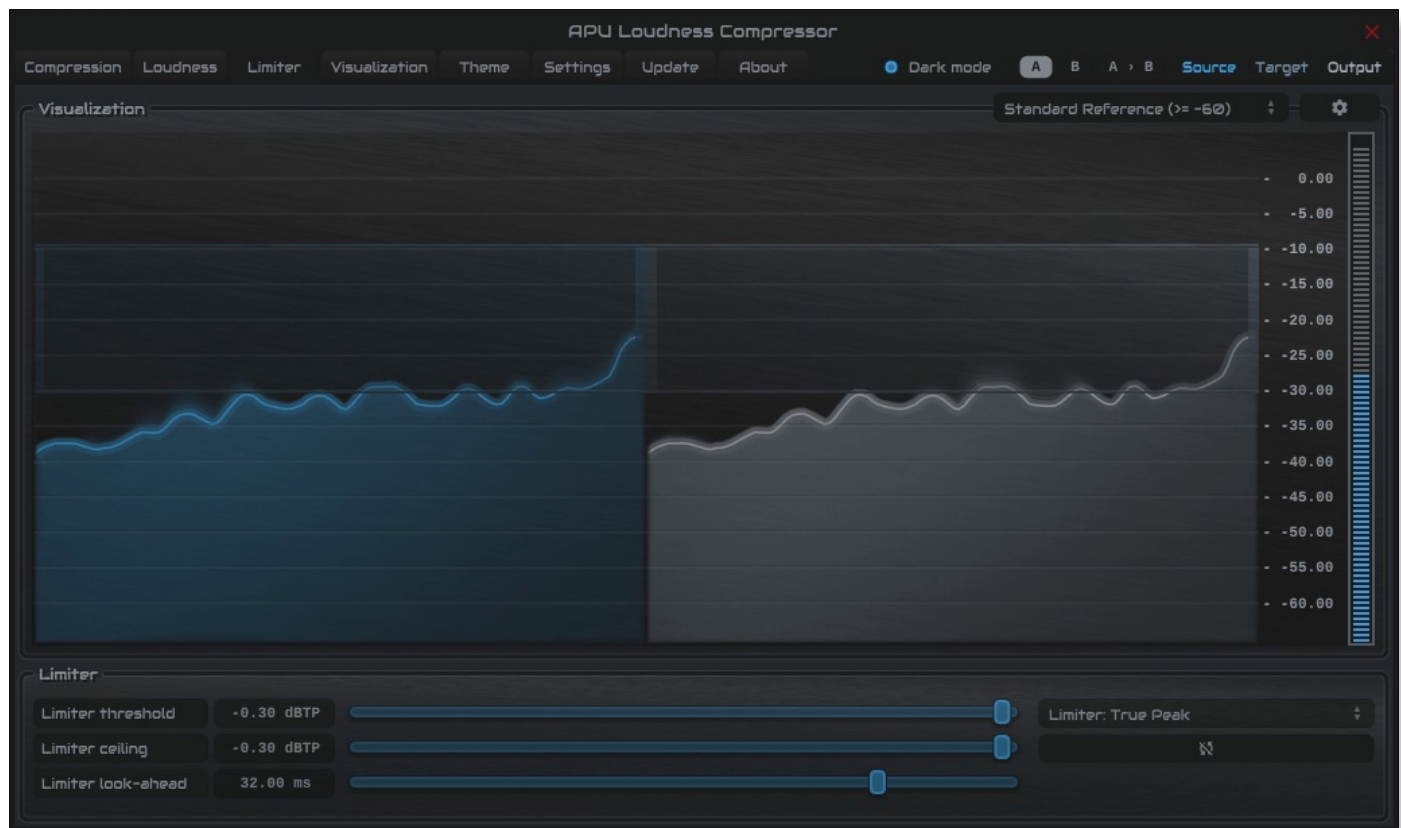 APU Loudness Compressor
Compression Loudness Limiter Visualization Theme Settings Update About Dark mode A B A › B Source Target Output
Visualization Standard Reference (>= -60)
- 0.00
- -5.00
- -10.00
- -15.00
- -20.00
- -25.00
- -30.00
- -35.00
- -40.00
- -45.00
- -50.00
- -55.00
- -60.00
Limiter
Limiter threshold -0.30 dBTP Limiter: True Peak
Limiter ceiling -0.30 dBTP
Limiter look-ahead 32.00 ms